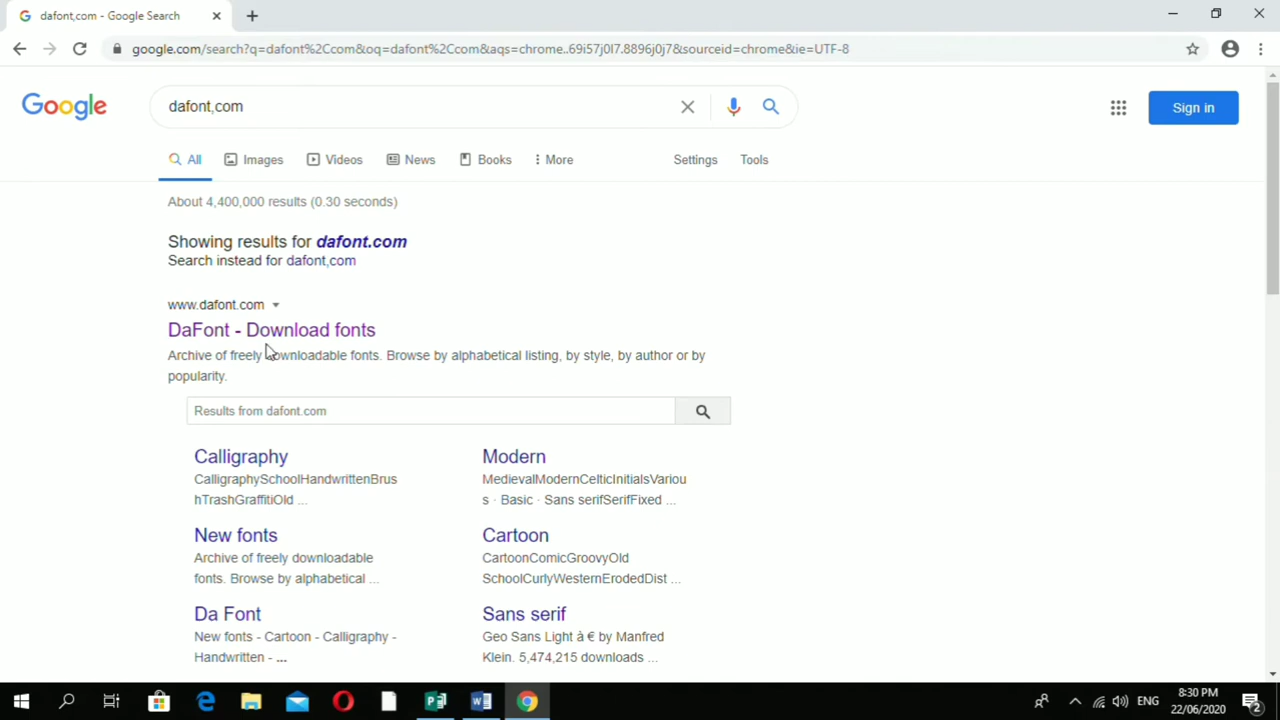 dafont,com - Google Search
google.com/search?q=dafont%2Ccom&oq=dafont%2Ccom&aqs=chrome..69i57j0l7.8896j0j7&sourceid=chrome&ie=UTF-8
Google
dafont,com
Sign in
All Images Videos News Books More Settings Tools
About 4,400,000 results (0.30 seconds)
Showing results for dafont.com
Search instead for dafont,com
www.dafont.com
DaFont - Download fonts
Archive of freely downloadable fonts. Browse by alphabetical listing, by style, by author or by
popularity.
Results from dafont.com
Calligraphy
CalligraphySchoolHandwrittenBrus
hTrashGraffitiOld ...
Modern
MedievalModernCelticInitialsVariou
s · Basic · Sans serifSerifFixed ...
New fonts
Archive of freely downloadable
fonts. Browse by alphabetical ...
Cartoon
CartoonComicGroovyOld
SchoolCurlyWesternErodedDist ...
Da Font
New fonts - Cartoon - Calligraphy -
Handwritten - ...
Sans serif
Geo Sans Light à € by Manfred
Klein. 5,474,215 downloads ...
ENG
8:30 PM
22/06/2020
2